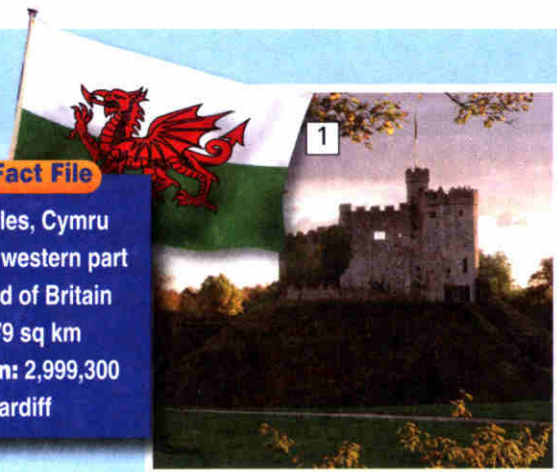 1
Fact File
les, Cymru
western part
d of Britain
79 sq km
n: 2,999,300
ardiff